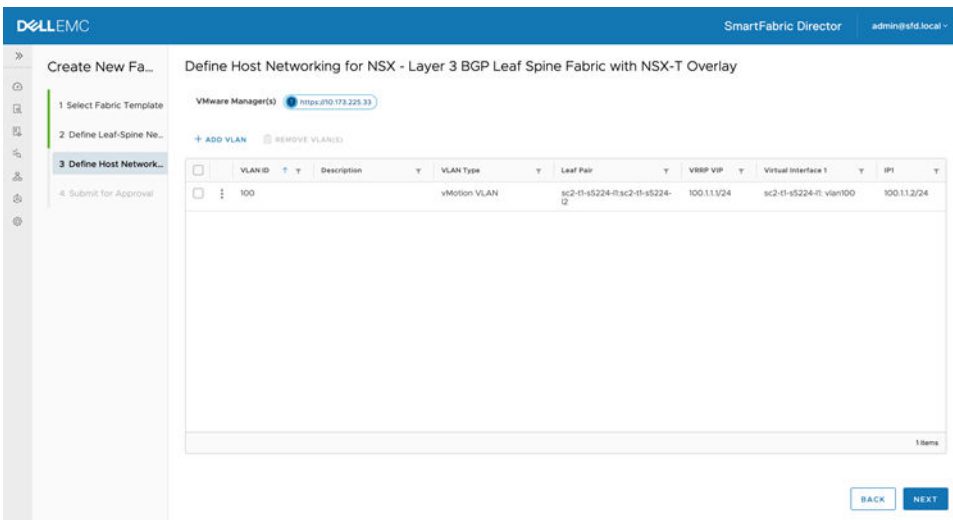 DELLEMC
SmartFabric Director
admin@sfd.local
Create New Fa...
1 Select Fabric Template
2 Define Leaf-Spine Ne...
3 Define Host Network...
4 Submit for Approval
Define Host Networking for NSX - Layer 3 BGP Leaf Spine Fabric with NSX-T Overlay
VMware Manager(s) https://10.173.225.33
+ ADD VLAN REMOVE VLAN(S)
VLAN ID Description VLAN Type Leaf Pair VRRP VIP Virtual Interface 1 IP1
100 vMotion VLAN sc2-t1-s5224-l1:sc2-t1-s5224-l2 100.1.1.1/24 sc2-t1-s5224-l1: vlan100 100.1.1.2/24
1 items
BACK NEXT